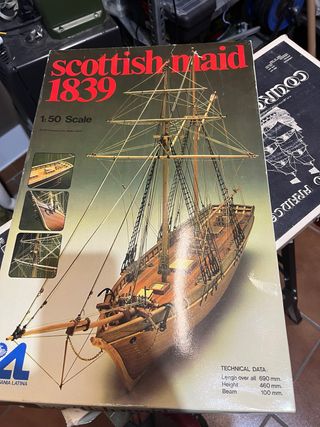 scottish maid
1839
1:50 Scale
TECHNICAL DATA.
Length over all 690 mm.
Height 460 mm.
Beam 100 mm.